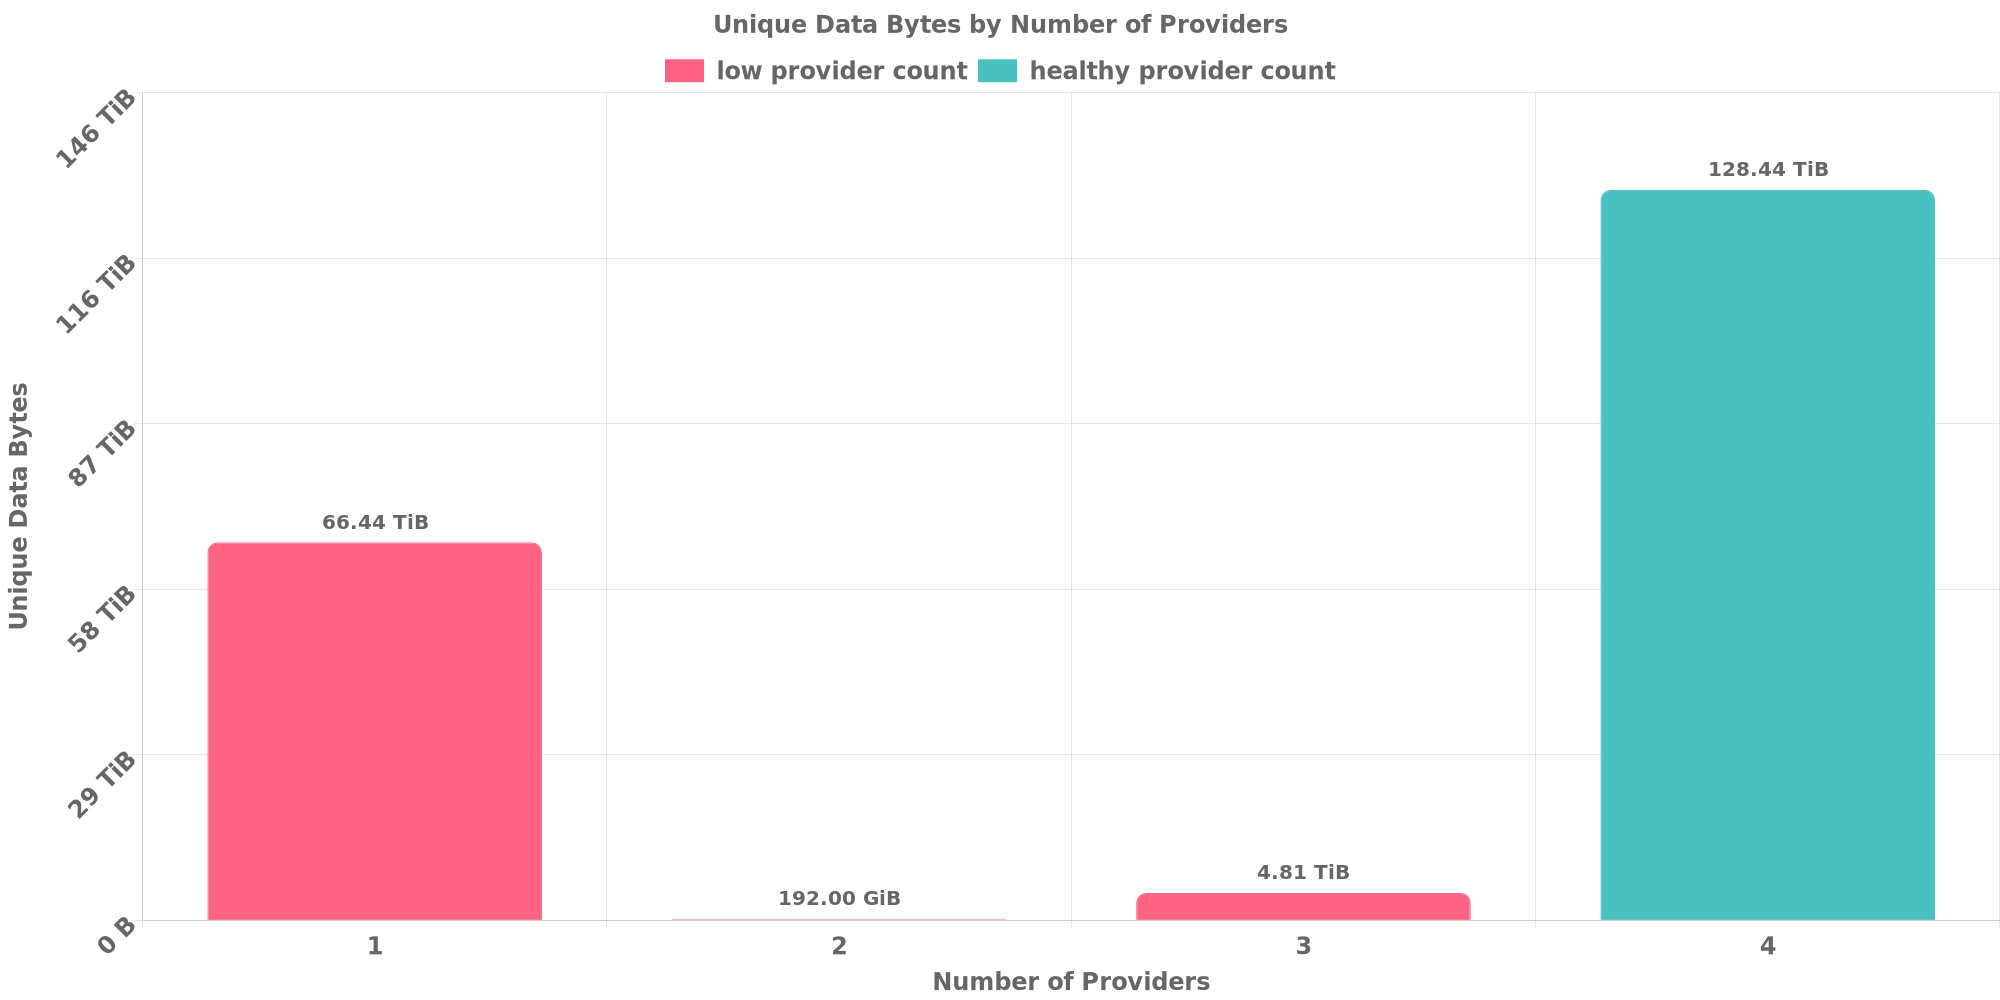 Unique Data Bytes by Number of Providers
low provider count healthy provider count
146 TiB
116 TiB
87 TiB
58 TiB
29 TiB
0 B
Unique Data Bytes
66.44 TiB
192.00 GiB
4.81 TiB
128.44 TiB
1 2 3 4
Number of Providers